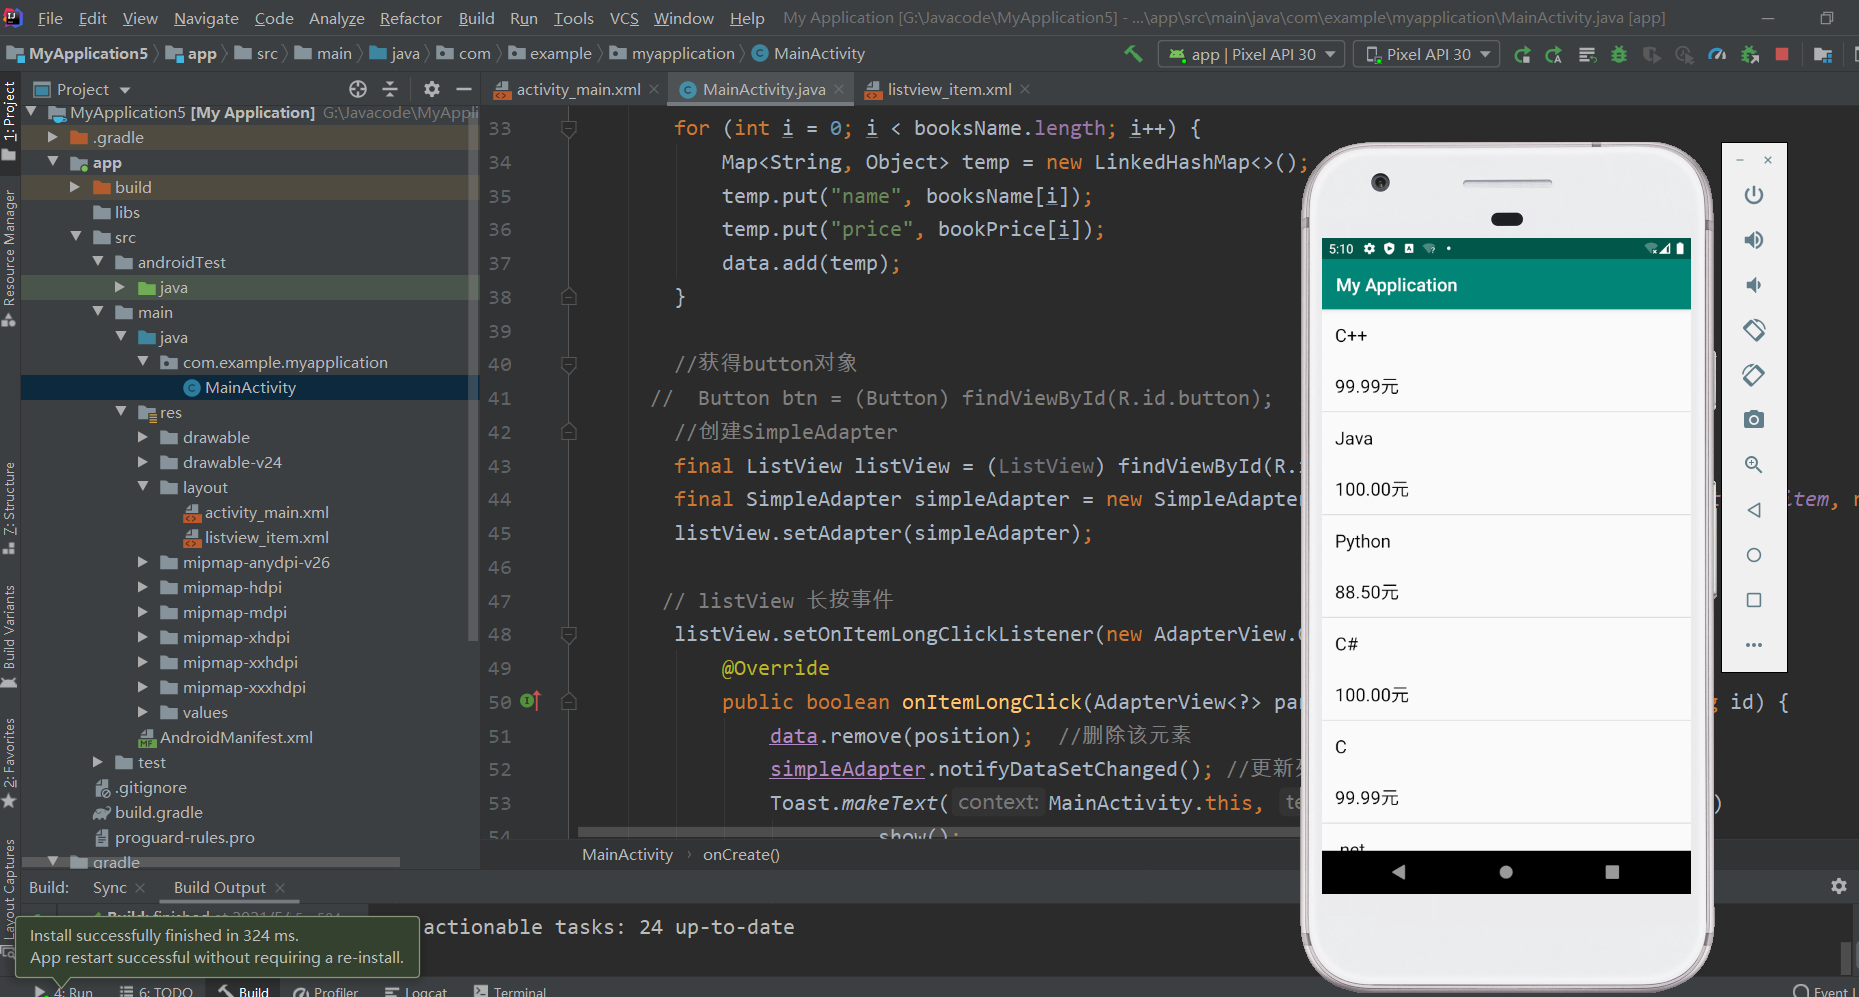 File Edit View Navigate Code Analyze Refactor Build Run Tools VCS Window Help My Application [G:\Javacode\MyApplication5] - ...\app\src\main\java\com\example\myapplication\MainActivity.java [app]
MyApplication5 app src main java com example myapplication MainActivity app | Pixel API 30 Pixel API 30
Project activity_main.xml MainActivity.java listview_item.xml
MyApplication5 [My Application] G:\Javacode\MyAppli
.gradle
app
build
libs
src
androidTest
java
main
java
com.example.myapplication
MainActivity
res
drawable
drawable-v24
layout
activity_main.xml
listview_item.xml
mipmap-anydpi-v26
mipmap-hdpi
mipmap-mdpi
mipmap-xhdpi
mipmap-xxhdpi
mipmap-xxxhdpi
values
AndroidManifest.xml
test
.gitignore
build.gradle
proguard-rules.pro
gradle
1: Project
Resource Manager
7: Structure
Build Variants
2: Favorites
Layout Captures
33 for (int i = 0; i < booksName.length; i++) {
34 Map<String, Object> temp = new LinkedHashMap<>();
35 temp.put("name", booksName[i]);
36 temp.put("price", bookPrice[i]);
37 data.add(temp);
38 }
39
40 //获得button对象
41 // Button btn = (Button) findViewById(R.id.button);
42 //创建SimpleAdapter
43 final ListView listView = (ListView) findViewById(R.
44 final SimpleAdapter simpleAdapter = new SimpleAdapter item,
45 listView.setAdapter(simpleAdapter);
46
47 // listView 长按事件
48 listView.setOnItemLongClickListener(new AdapterView.
49 @Override
50 public boolean onItemLongClick(AdapterView<?> pa id) {
51 data.remove(position); //删除该元素
52 simpleAdapter.notifyDataSetChanged(); //更新
53 Toast.makeText( context: MainActivity.this, te )
54 show();
MainActivity › onCreate()
5:10
My Application
C++
99.99元
Java
100.00元
Python
88.50元
C#
100.00元
C
99.99元
.net
Build: Sync Build Output
Build: finished at
actionable tasks: 24 up-to-date
Install successfully finished in 324 ms.
App restart successful without requiring a re-install.
4: Run 6: TODO Build Profiler Logcat Terminal Event